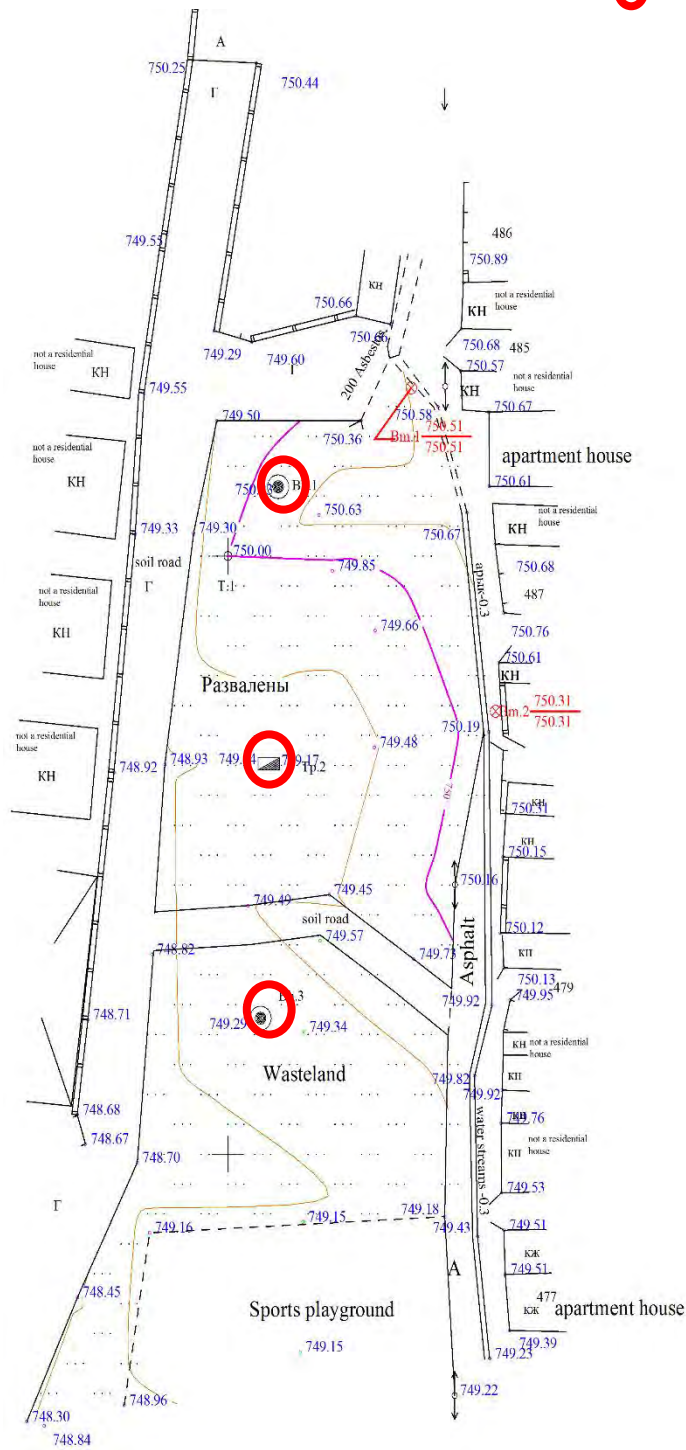 А
750.25
Г
750.44
749.55
486
750.89
750.66
КН
КН
not a residential
house
200 Asbestos
750.68
485
749.29
749.60
750.57
not a residential
house
КН
not a residential
house
КН
749.55
750.67
749.50
750.58
750.36
Вm.1
750.51
750.51
apartment house
not a residential
house
КН
750.61
750.63
749.33
749.30
750.67
КН
not a residential
house
soil road
750.00
Г
T.1
749.85
арык-0.3
750.68
487
not a residential
house
КН
749.66
750.76
750.61
КН
Развалены
750.31
750.31
not a residential
house
КН
750.19
749.48
748.92
748.93
Тр.2
750
750.31
КН
КН
750.15
750.16
749.45
749.49
soil road
750.12
749.57
749.73
Asphalt
КП
748.82
750.13
479
749.95
749.92
748.71
749.29
749.34
КН
not a residential
house
Wasteland
749.82
749.92
КП
748.68
water streams -0.3
748.67
not a residential
house
КП
748.70
749.53
Г
749.16
749.15
749.18
749.43
749.51
КЖ
А
749.51
748.45
Sports playground
477
КЖ
apartment house
749.15
749.39
749.23
748.96
749.22
748.30
748.84